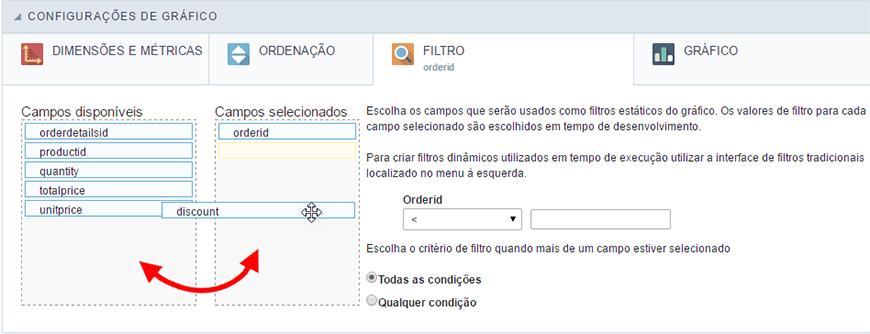 CONFIGURAÇÕES DE GRÁFICO
DIMENSÕES E MÉTRICAS
ORDENAÇÃO
FILTRO
orderid
GRÁFICO
Campos disponíveis
orderdetailsid
productid
quantity
totalprice
unitprice
Campos selecionados
orderid
discount
Escolha os campos que serão usados como filtros estáticos do gráfico. Os valores de filtro para cada
campo selecionado são escolhidos em tempo de desenvolvimento.
Para criar filtros dinâmicos utilizados em tempo de execução utilizar a interface de filtros tradicionais
localizado no menu á esquerda.
Orderid
<
Escolha o critério de filtro quando mais de um campo estiver selecionado
Todas as condições
Qualquer condição